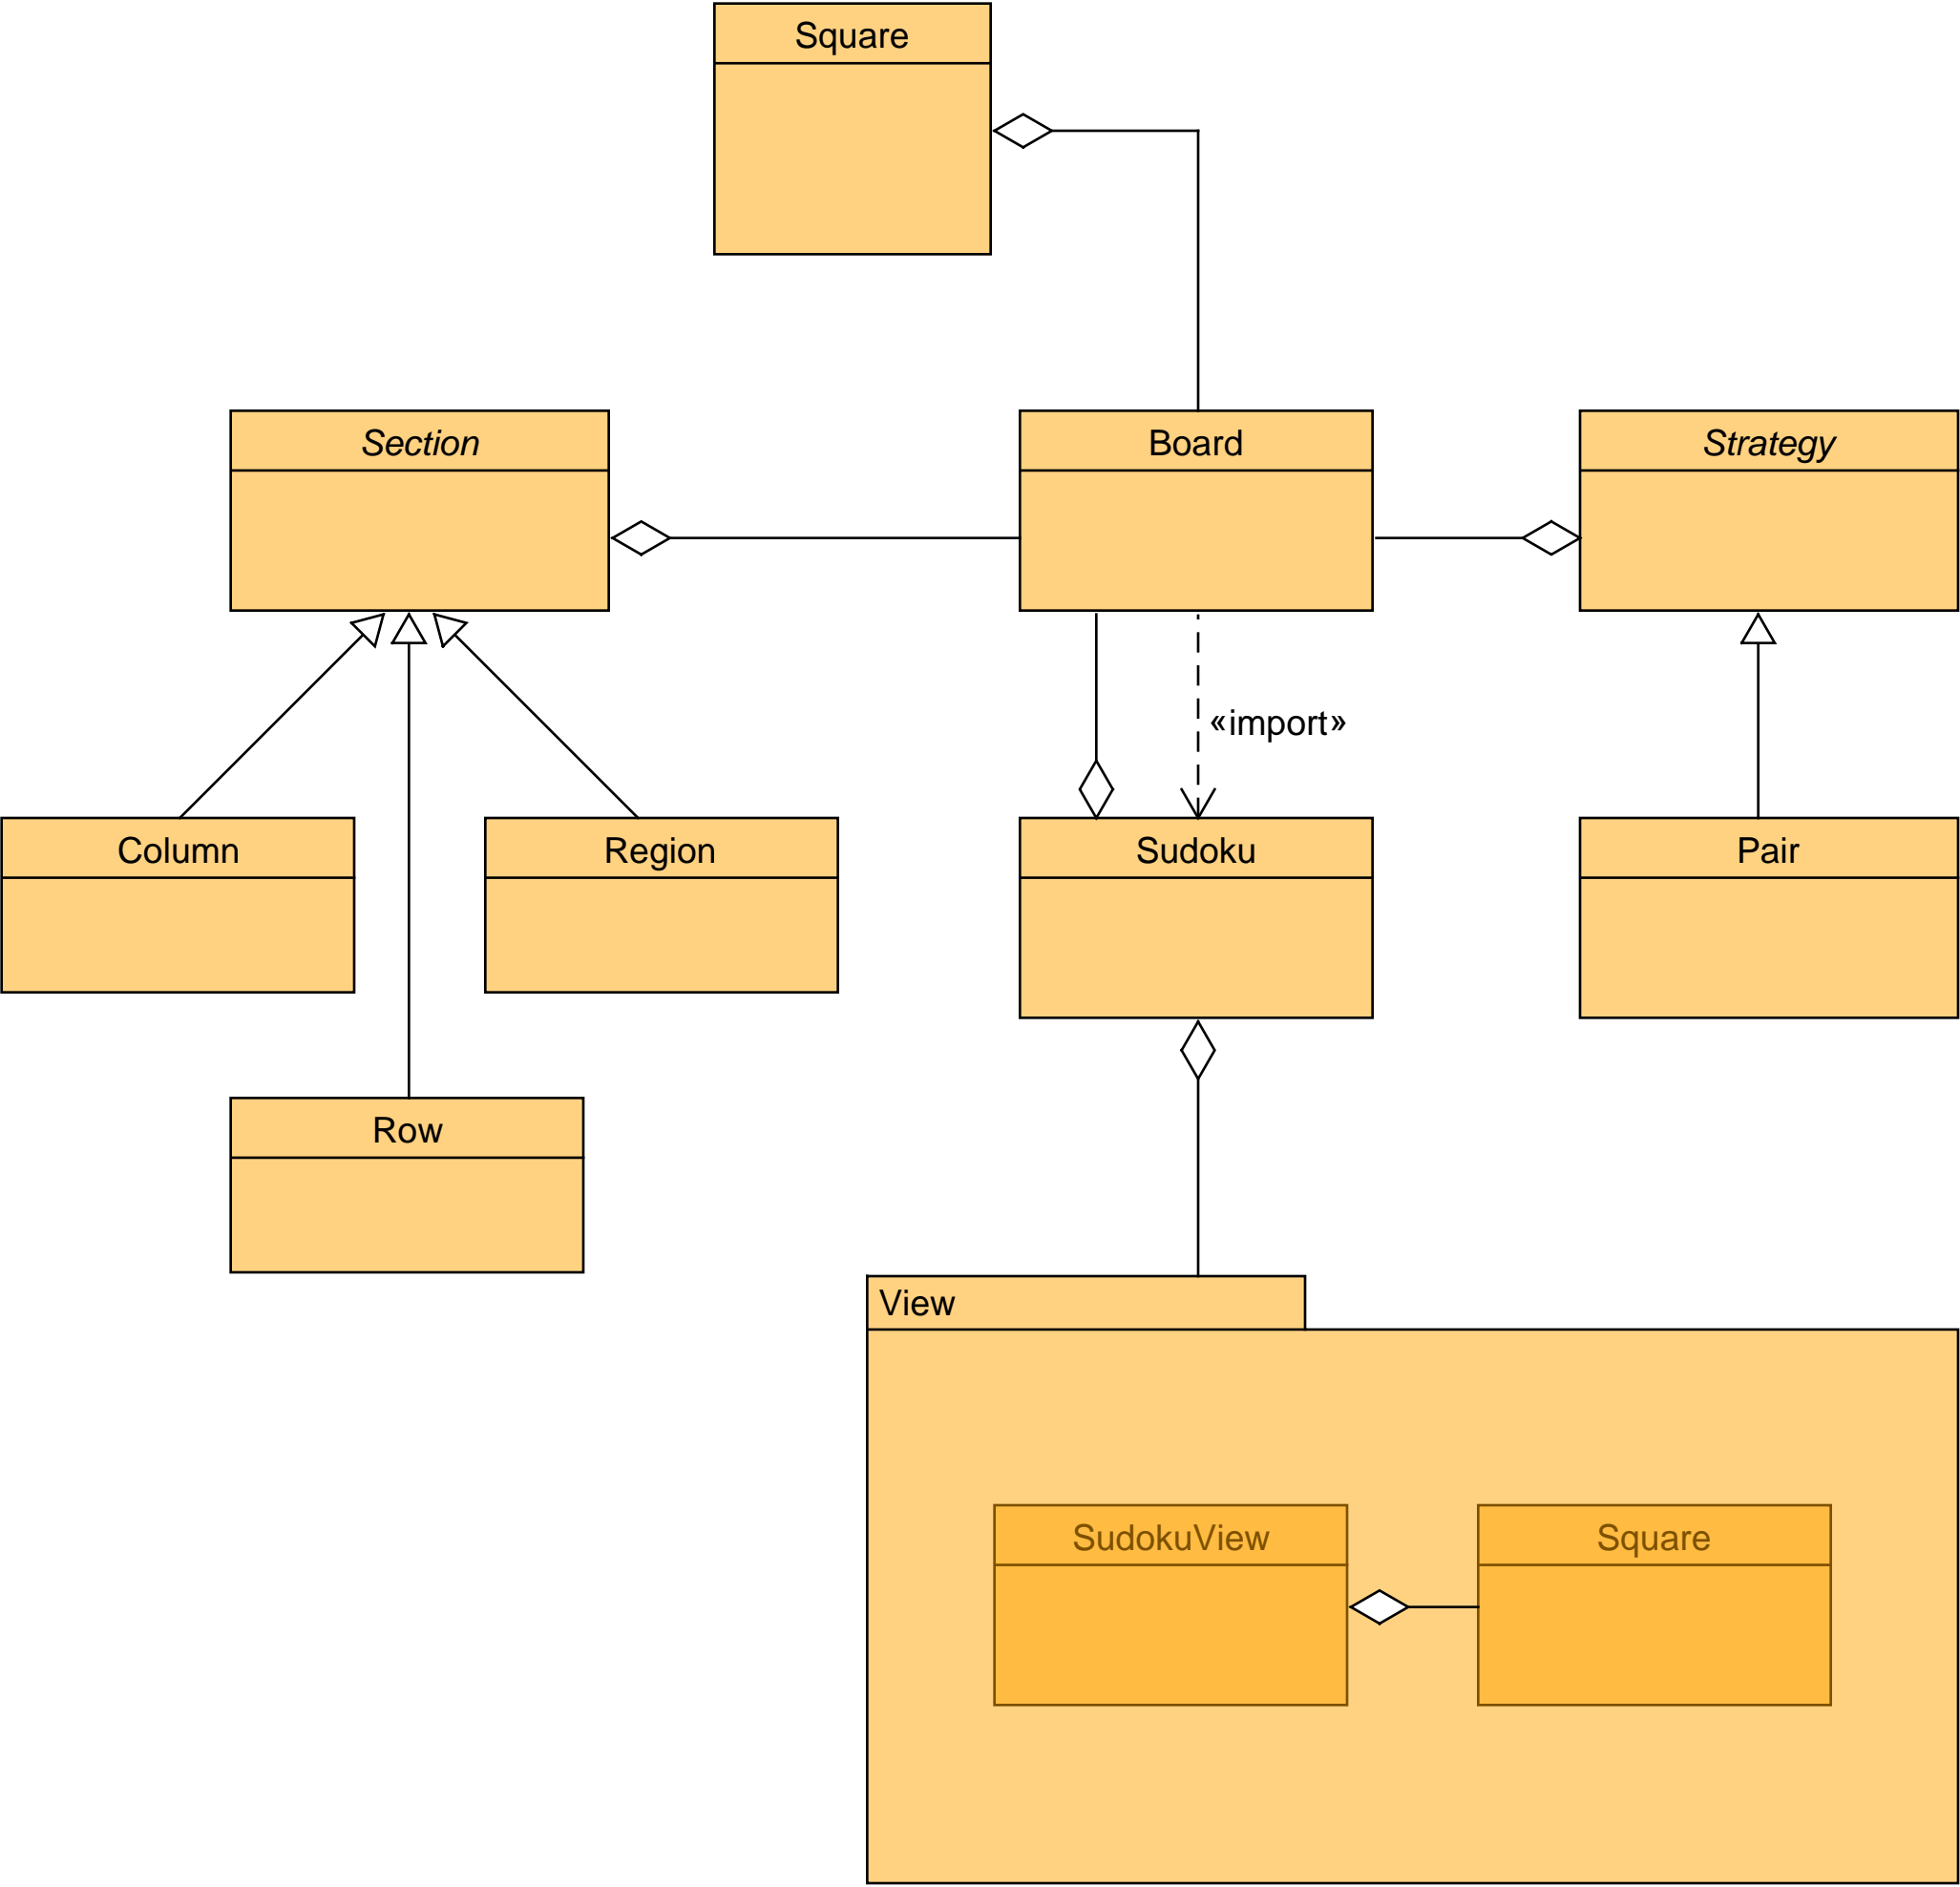 Square
Section
Board
Strategy
«import»
Column
Region
Sudoku
Pair
Row
View
SudokuView
Square